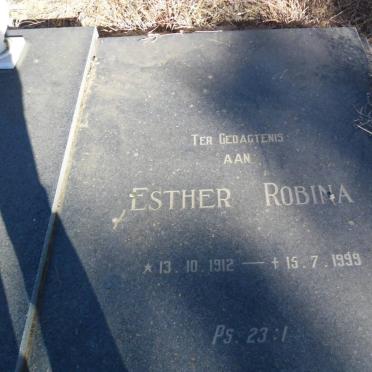 TER GEDAGTENIS
AAN
ESTHER ROBINA
★ 13.10.1912 — † 15.7.1999
Ps. 23:1